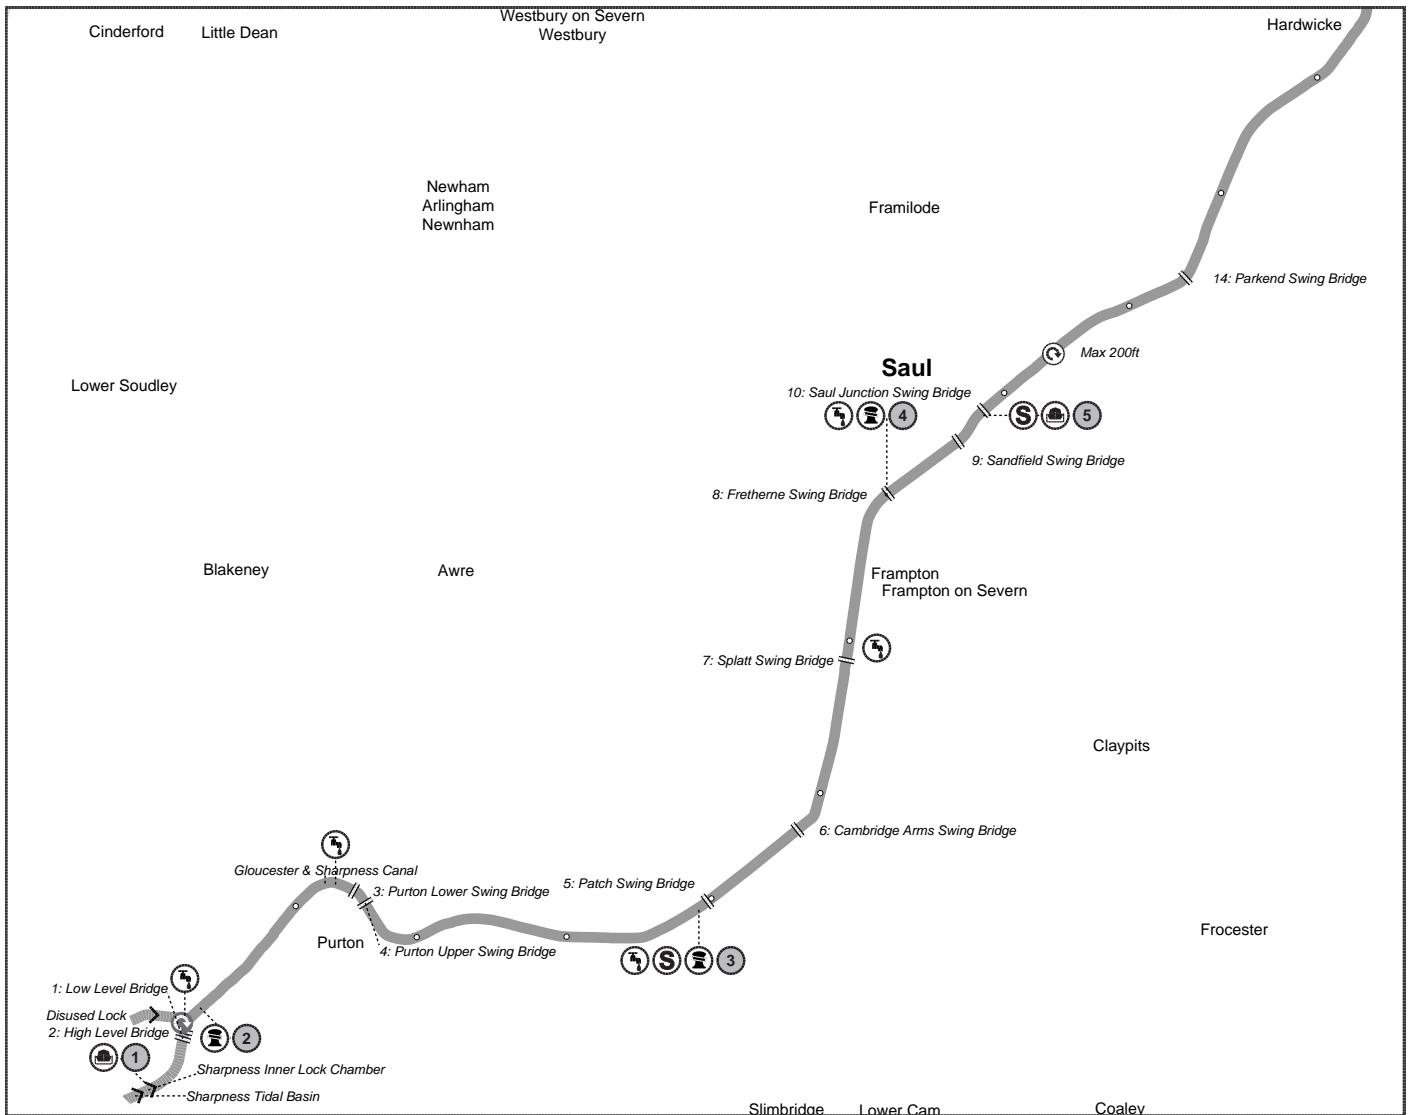 Westbury on Severn
Westbury
Cinderford
Little Dean
Hardwicke
Newham
Arlingham
Newnham
Framilode
14: Parkend Swing Bridge
Max 200ft
Saul
Lower Soudley
10: Saul Junction Swing Bridge
4
S
5
9: Sandfield Swing Bridge
8: Fretherne Swing Bridge
Blakeney
Awre
Frampton
Frampton on Severn
7: Splatt Swing Bridge
Claypits
6: Cambridge Arms Swing Bridge
Gloucester & Sharpness Canal
3: Purton Lower Swing Bridge
5: Patch Swing Bridge
Purton
4: Purton Upper Swing Bridge
S
3
Frocester
1: Low Level Bridge
Disused Lock
2: High Level Bridge
2
1
Sharpness Inner Lock Chamber
Sharpness Tidal Basin
Slimbridge
Lower Cam
Coaley